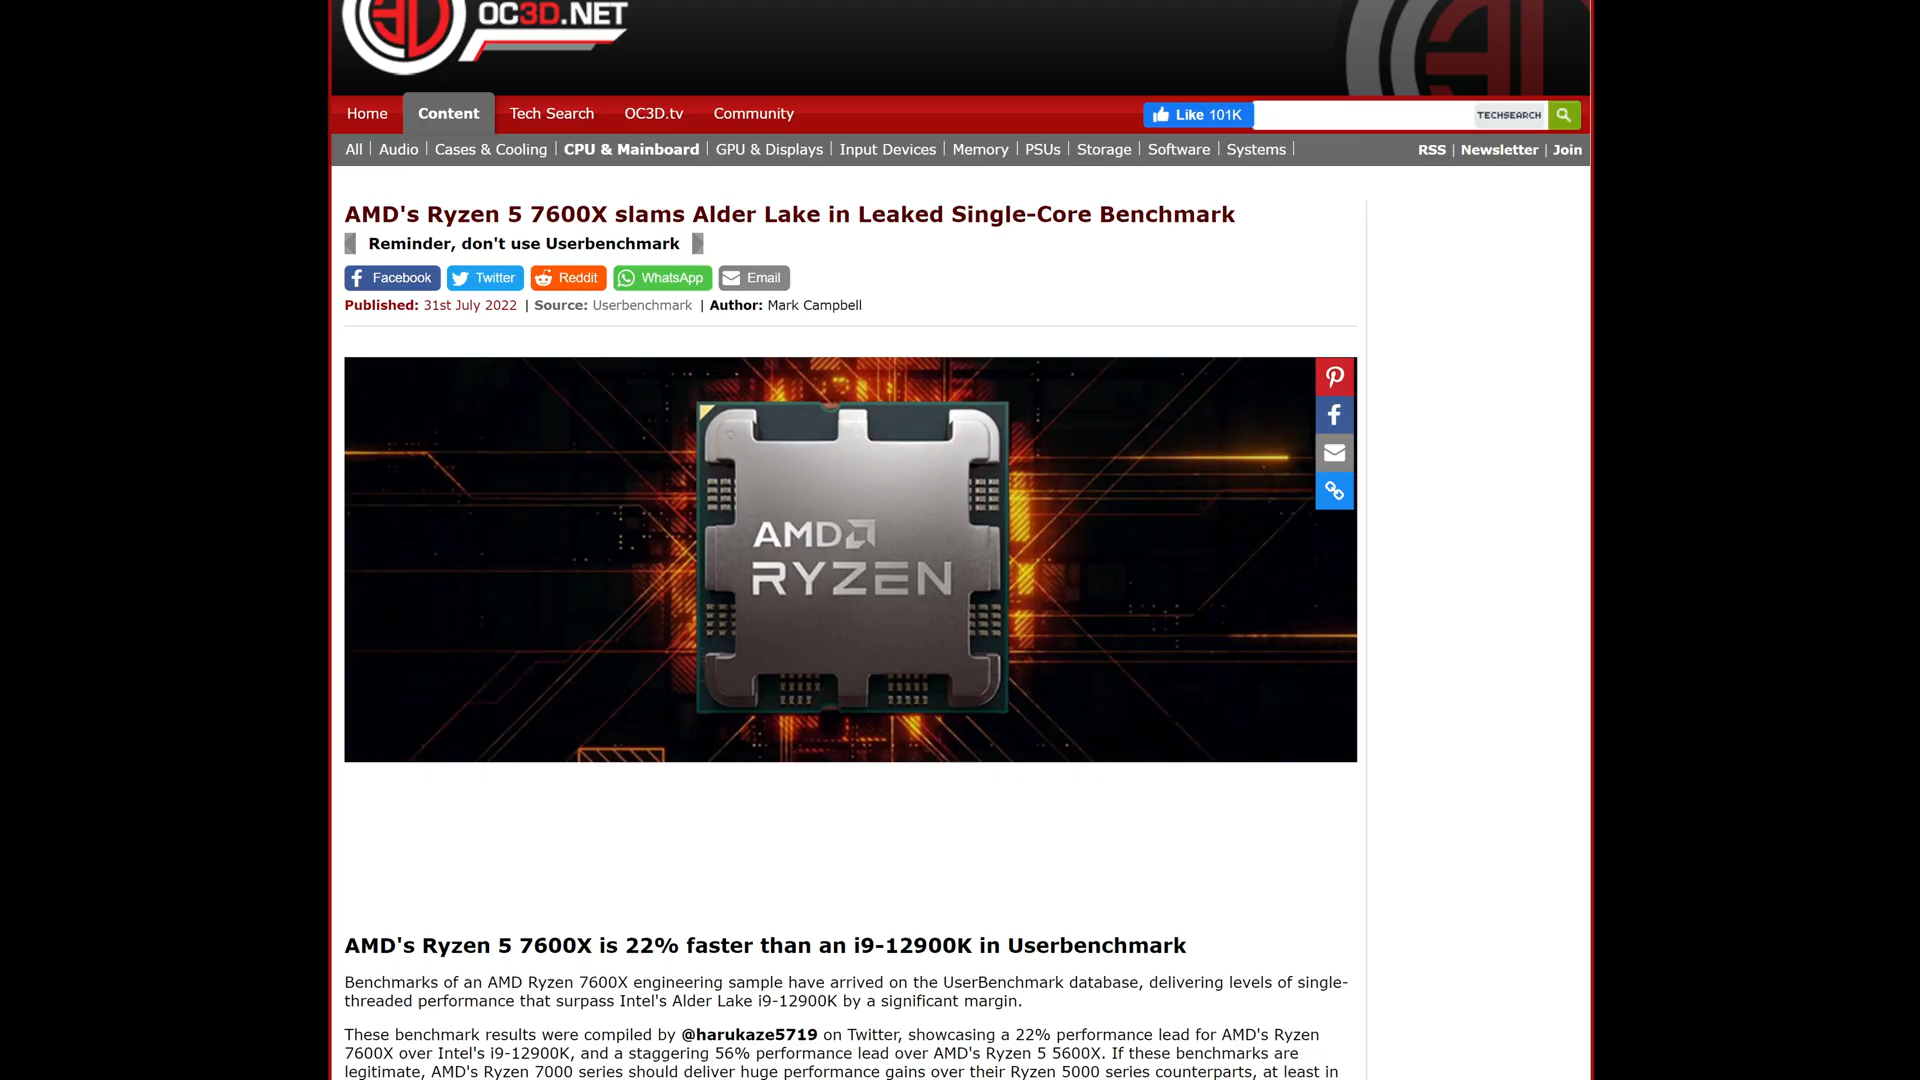 OC3D.NET
Home Content Tech Search OC3D.tv Community Like 101K TECHSEARCH
All | Audio | Cases & Cooling | CPU & Mainboard | GPU & Displays | Input Devices | Memory | PSUs | Storage | Software | Systems | RSS | Newsletter | Join
AMD's Ryzen 5 7600X slams Alder Lake in Leaked Single-Core Benchmark
Reminder, don't use Userbenchmark
Facebook Twitter Reddit WhatsApp Email
Published: 31st July 2022 | Source: Userbenchmark | Author: Mark Campbell
AMD
RYZEN
AMD's Ryzen 5 7600X is 22% faster than an i9-12900K in Userbenchmark
Benchmarks of an AMD Ryzen 7600X engineering sample have arrived on the UserBenchmark database, delivering levels of single-
threaded performance that surpass Intel's Alder Lake i9-12900K by a significant margin.
These benchmark results were compiled by @harukaze5719 on Twitter, showcasing a 22% performance lead for AMD's Ryzen
7600X over Intel's i9-12900K, and a staggering 56% performance lead over AMD's Ryzen 5 5600X. If these benchmarks are
legitimate, AMD's Ryzen 7000 series should deliver huge performance gains over their Ryzen 5000 series counterparts, at least in